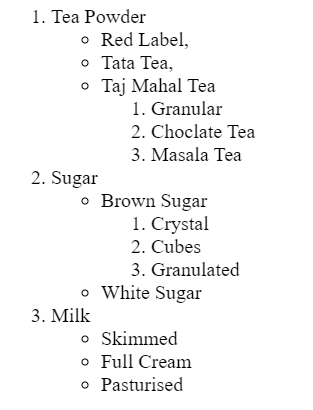 1. Tea Powder
○ Red Label,
○ Tata Tea,
○ Taj Mahal Tea
1. Granular
2. Choclate Tea
3. Masala Tea
2. Sugar
○ Brown Sugar
1. Crystal
2. Cubes
3. Granulated
○ White Sugar
3. Milk
○ Skimmed
○ Full Cream
○ Pasturised